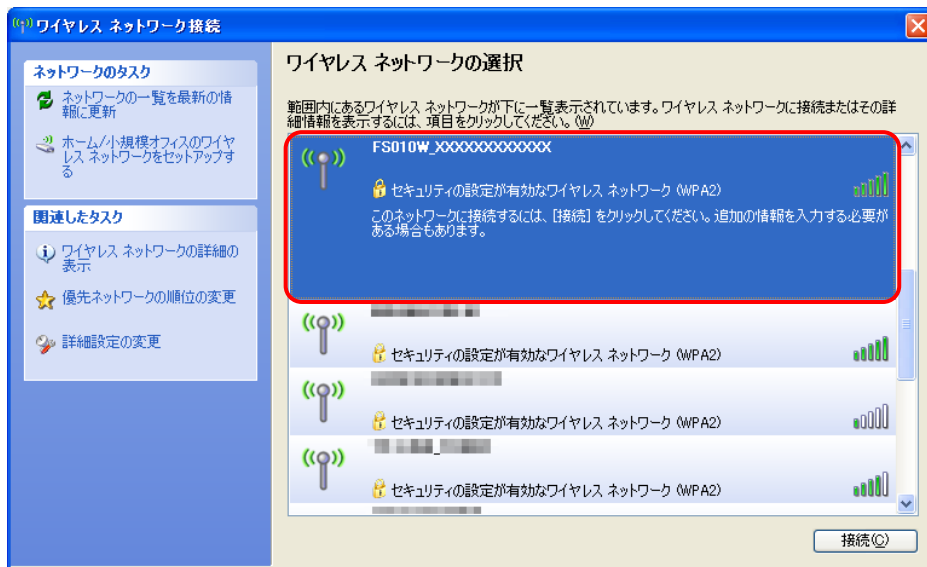 ワイヤレス ネットワーク接続
ネットワークのタスク
ネットワークの一覧を最新の情
報に更新
ホーム/小規模オフィスのワイヤ
レス ネットワークをセットアップす
る
関連したタスク
ワイヤレス ネットワークの詳細の
表示
優先ネットワークの順位の変更
詳細設定の変更
ワイヤレス ネットワークの選択
範囲内にあるワイヤレス ネットワークが下に一覧表示されています。ワイヤレス ネットワークに接続またはその詳
細情報を表示するには、項目をクリックしてください。(W)
FS010W_XXXXXXXXXXXX
セキュリティの設定が有効なワイヤレス ネットワーク (WPA2)
このネットワークに接続するには、[接続] をクリックしてください。追加の情報を入力する必要が
ある場合もあります。
セキュリティの設定が有効なワイヤレス ネットワーク (WPA2)
セキュリティの設定が有効なワイヤレス ネットワーク (WPA2)
セキュリティの設定が有効なワイヤレス ネットワーク (WPA2)
接続(C)